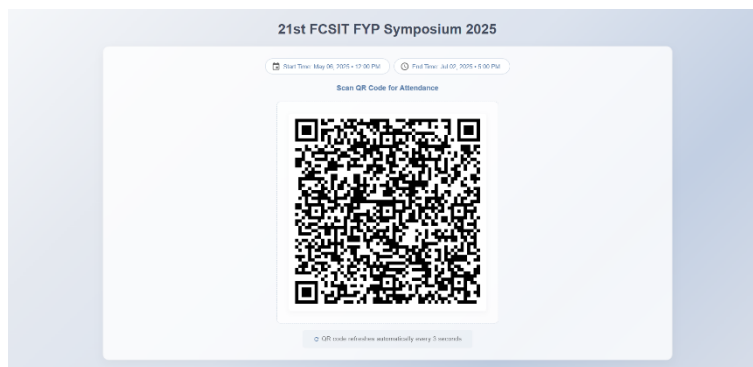 21st FCSIT FYP Symposium 2025
Start Time: May 06, 2025 • 12:00 PM End Time: Jul 02, 2025 • 5:00 PM
Scan QR Code for Attendance
QR code refreshes automatically every 3 seconds